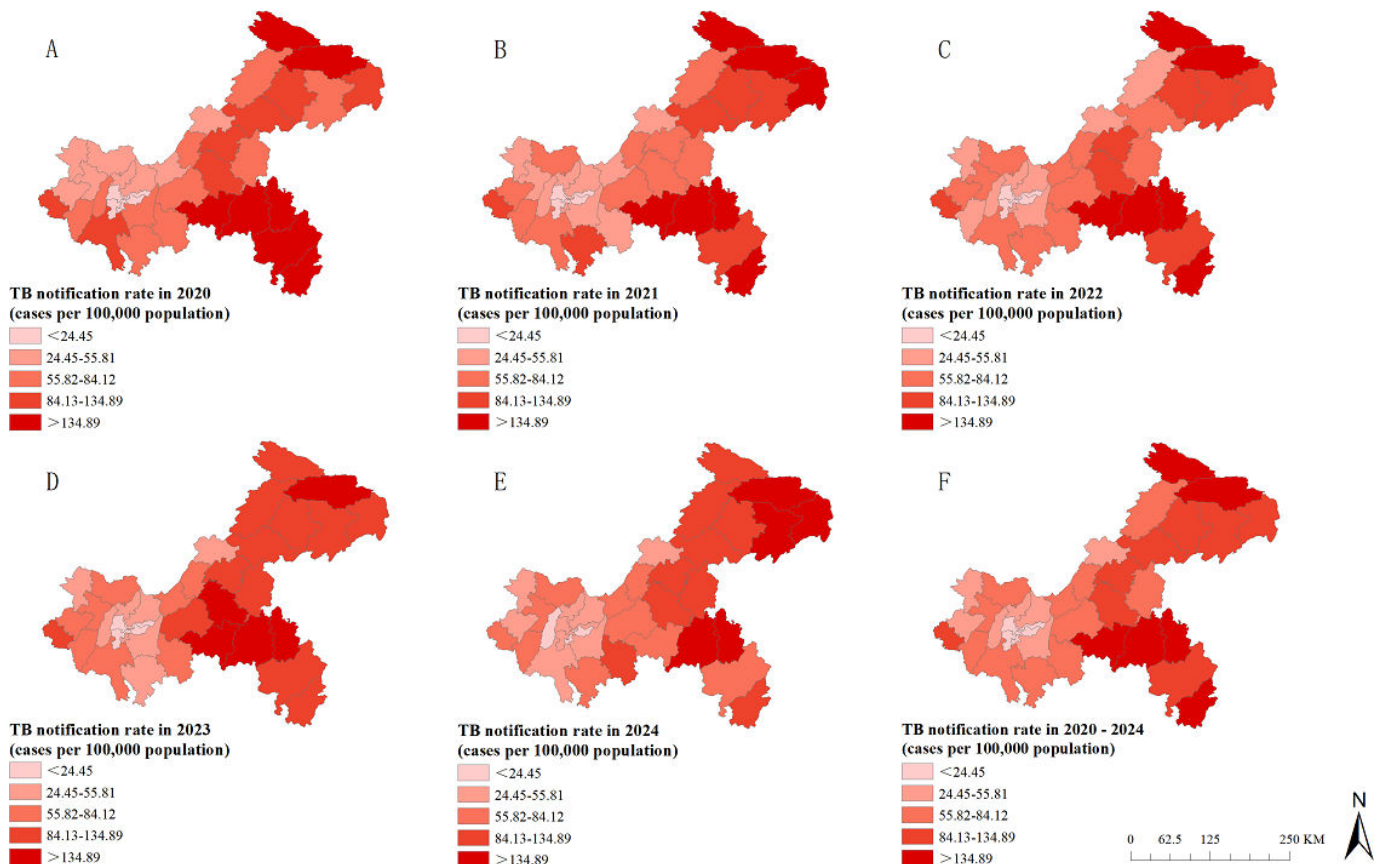 A
TB notification rate in 2020
(cases per 100,000 population)
<24.45
24.45-55.81
55.82-84.12
84.13-134.89
>134.89
B
TB notification rate in 2021
(cases per 100,000 population)
<24.45
24.45-55.81
55.82-84.12
84.13-134.89
>134.89
C
TB notification rate in 2022
(cases per 100,000 population)
<24.45
24.45-55.81
55.82-84.12
84.13-134.89
>134.89
D
TB notification rate in 2023
(cases per 100,000 population)
<24.45
24.45-55.81
55.82-84.12
84.13-134.89
>134.89
E
TB notification rate in 2024
(cases per 100,000 population)
<24.45
24.45-55.81
55.82-84.12
84.13-134.89
>134.89
F
TB notification rate in 2020 - 2024
(cases per 100,000 population)
<24.45
24.45-55.81
55.82-84.12
84.13-134.89
>134.89
N
0 62.5 125 250 KM